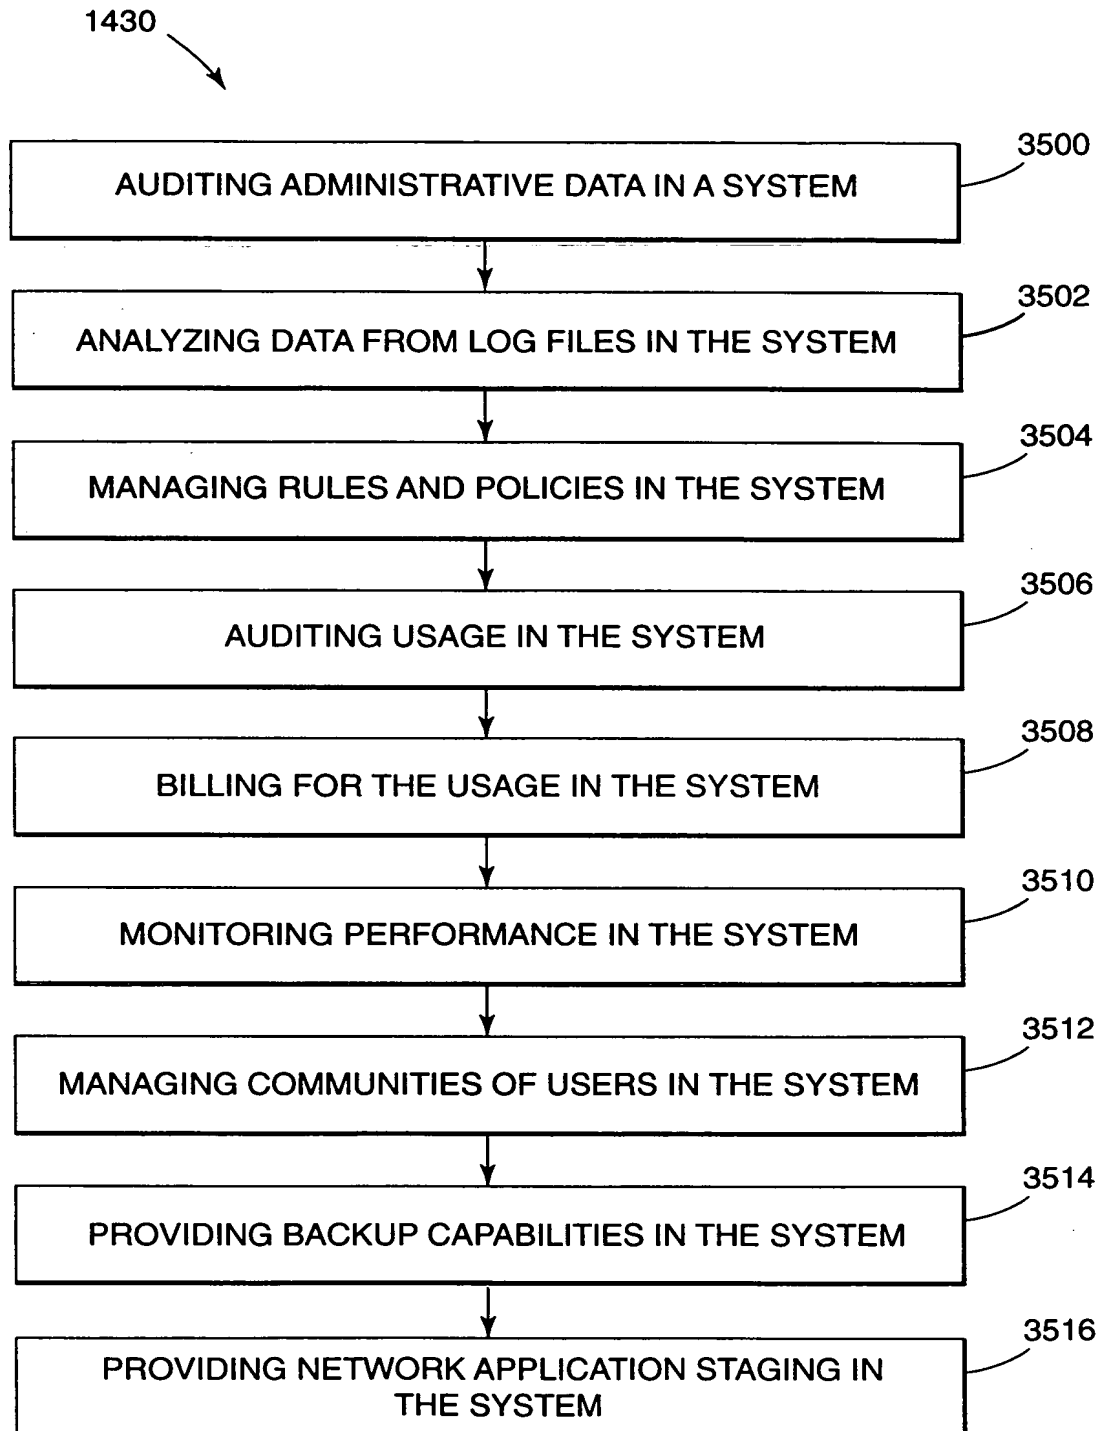 1430
AUDITING ADMINISTRATIVE DATA IN A SYSTEM
3500
ANALYZING DATA FROM LOG FILES IN THE SYSTEM
3502
MANAGING RULES AND POLICIES IN THE SYSTEM
3504
AUDITING USAGE IN THE SYSTEM
3506
BILLING FOR THE USAGE IN THE SYSTEM
3508
MONITORING PERFORMANCE IN THE SYSTEM
3510
MANAGING COMMUNITIES OF USERS IN THE SYSTEM
3512
PROVIDING BACKUP CAPABILITIES IN THE SYSTEM
3514
PROVIDING NETWORK APPLICATION STAGING IN
THE SYSTEM
3516